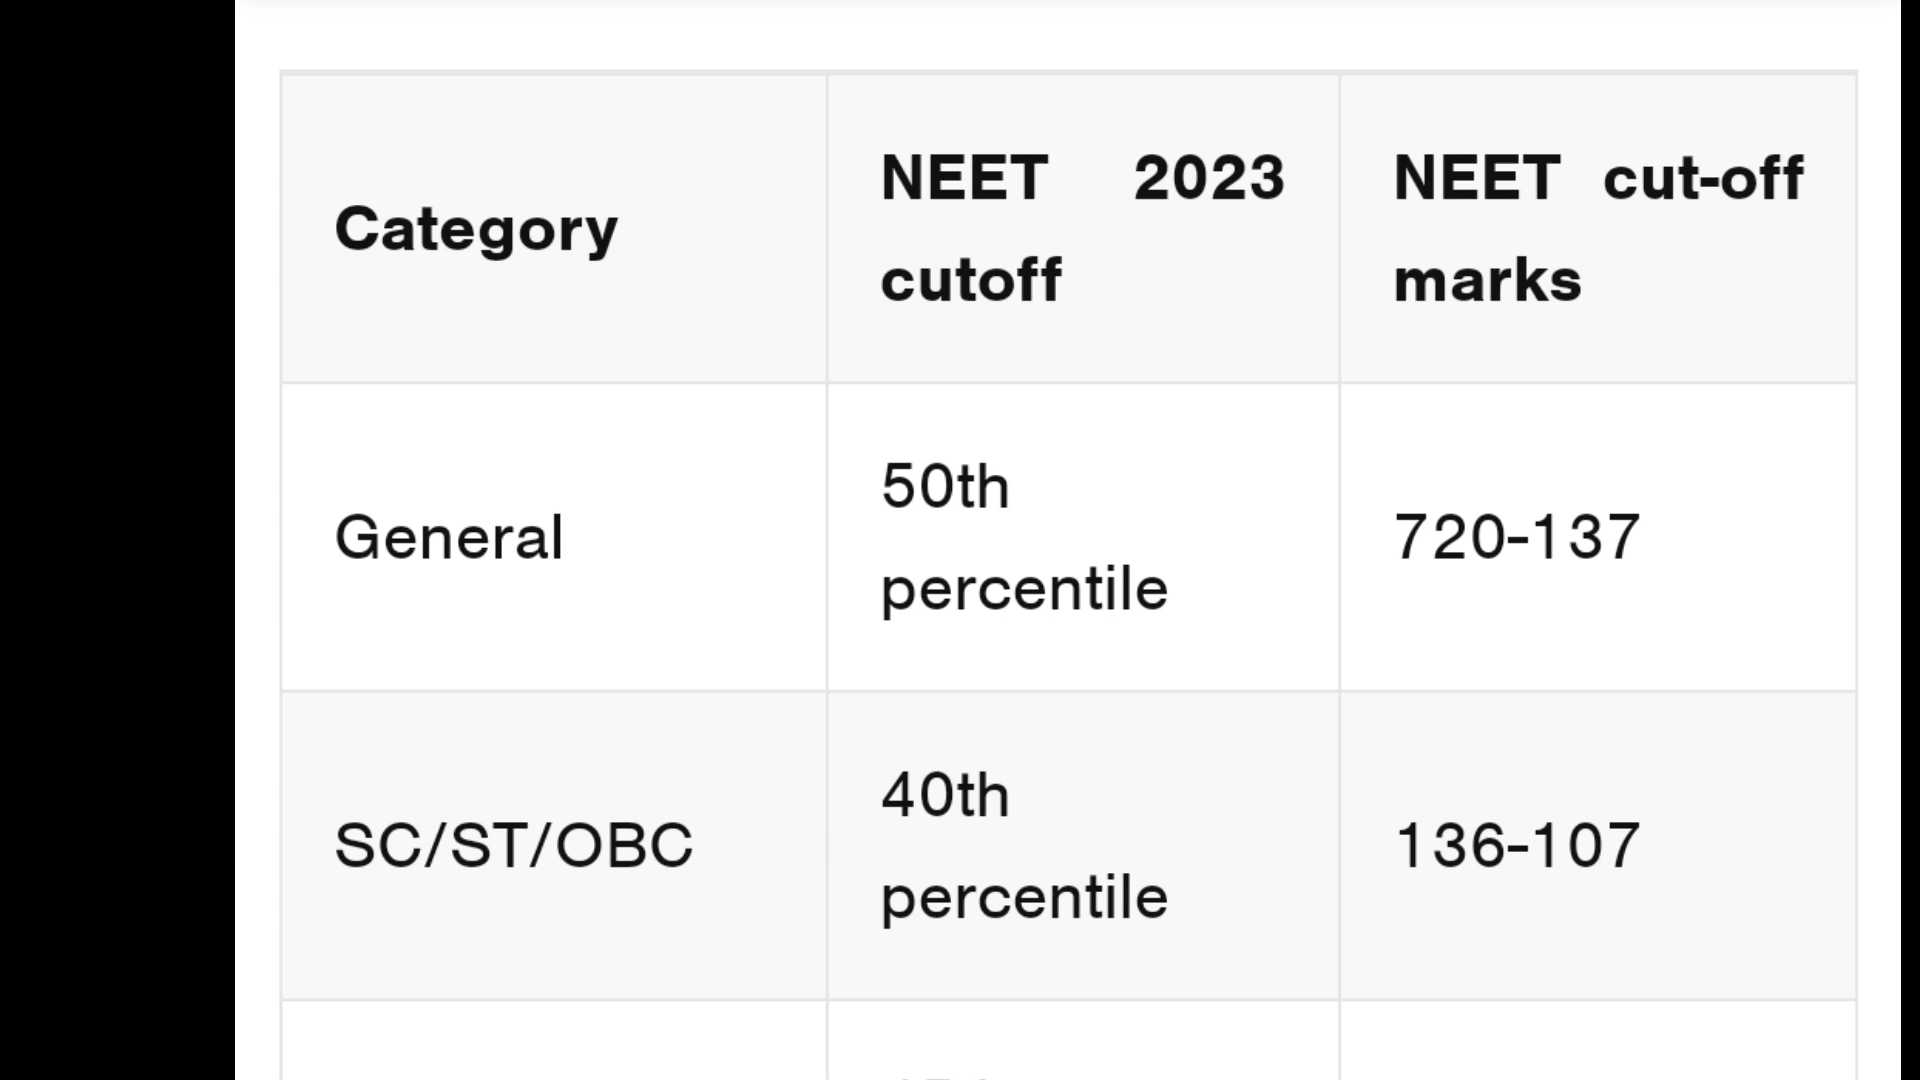 Category
NEET 2023
cutoff
NEET cut-off
marks
General
50th
percentile
720-137
SC/ST/OBC
40th
percentile
136-107